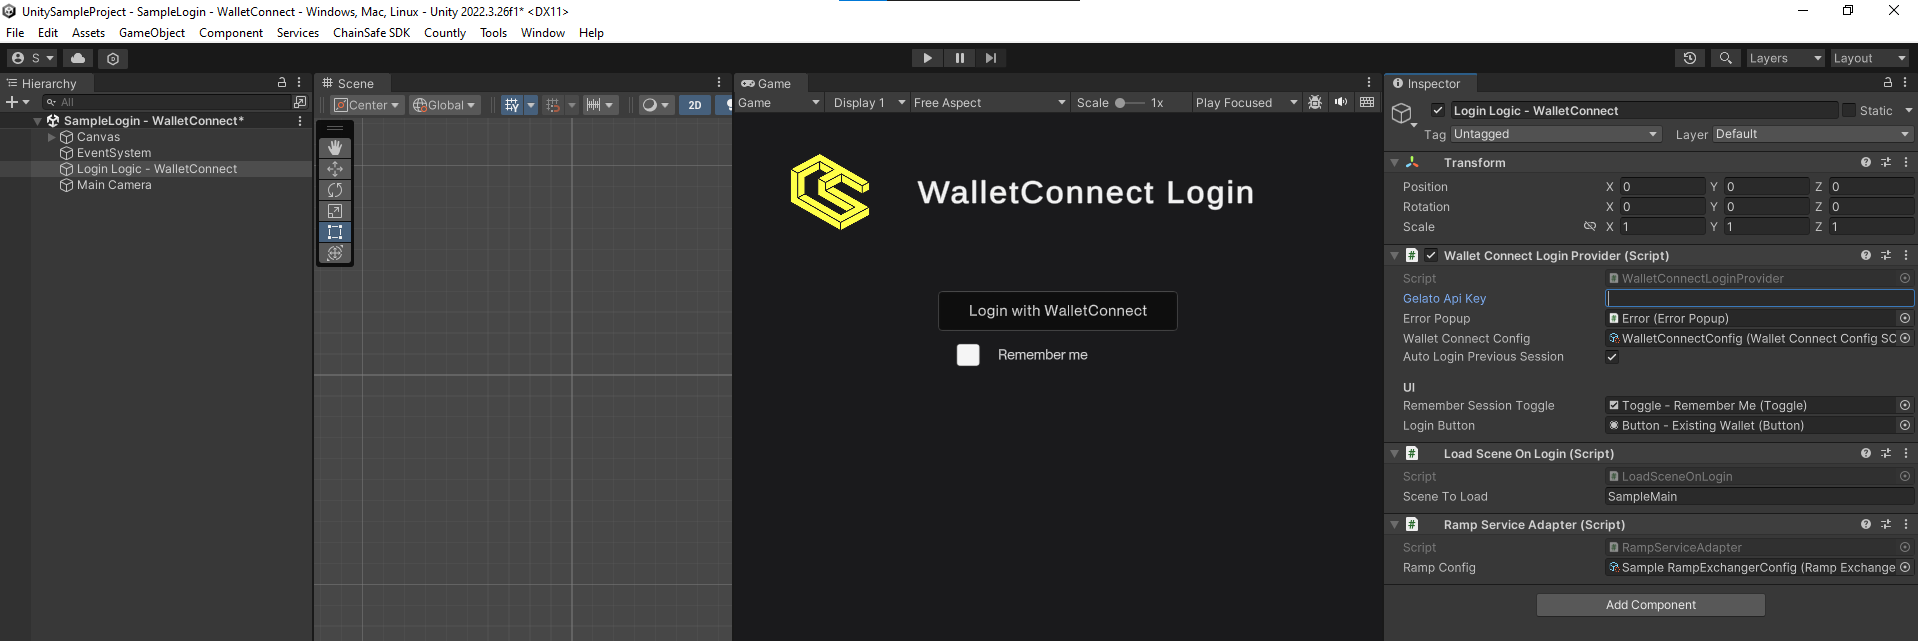 UnitySampleProject - SampleLogin - WalletConnect - Windows, Mac, Linux - Unity 2022.3.26f1* <DX11>
File Edit Assets GameObject Component Services ChainSafe SDK Countly Tools Window Help
S
Layers
Layout
Hierarchy
All
SampleLogin - WalletConnect*
Canvas
EventSystem
Login Logic - WalletConnect
Main Camera
Scene
Center
Global
2D
Game
Game Display 1 Free Aspect Scale 1x Play Focused
WalletConnect Login
Login with WalletConnect
Remember me
Inspector
Login Logic - WalletConnect Static
Tag Untagged Layer Default
Transform
Position X 0 Y 0 Z 0
Rotation X 0 Y 0 Z 0
Scale X 1 Y 1 Z 1
# Wallet Connect Login Provider (Script)
Script # WalletConnectLoginProvider
Gelato Api Key
Error Popup # Error (Error Popup)
Wallet Connect Config WalletConnectConfig (Wallet Connect Config SC
Auto Login Previous Session
UI
Remember Session Toggle Toggle - Remember Me (Toggle)
Login Button Button - Existing Wallet (Button)
# Load Scene On Login (Script)
Script # LoadSceneOnLogin
Scene To Load SampleMain
# Ramp Service Adapter (Script)
Script # RampServiceAdapter
Ramp Config Sample RampExchangerConfig (Ramp Exchange
Add Component